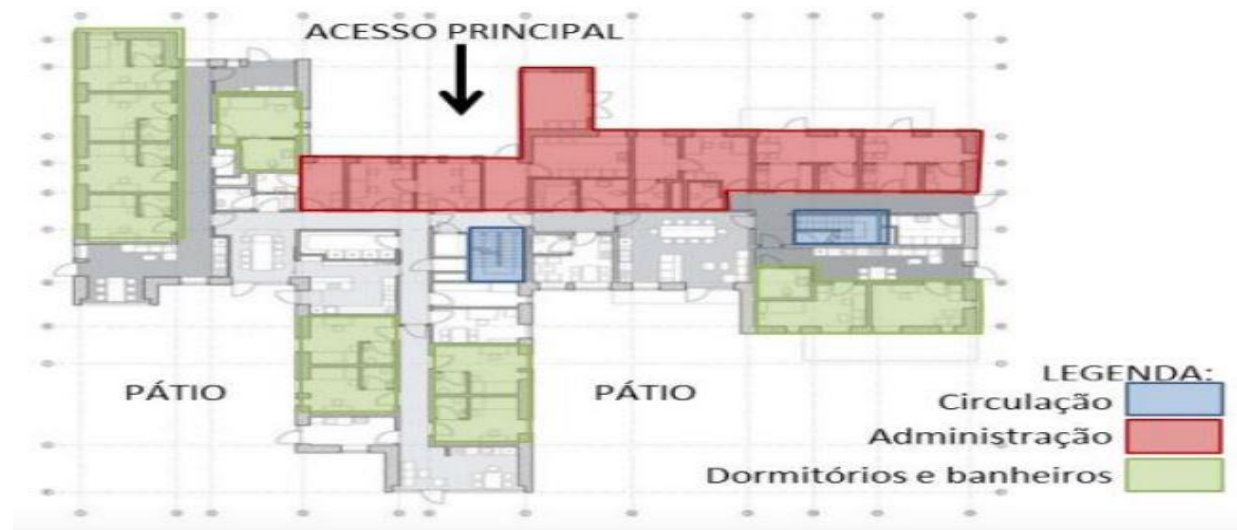 ACESSO PRINCIPAL
PÁTIO
PÁTIO
LEGENDA:
Circulação
Administração
Dormitórios e banheiros